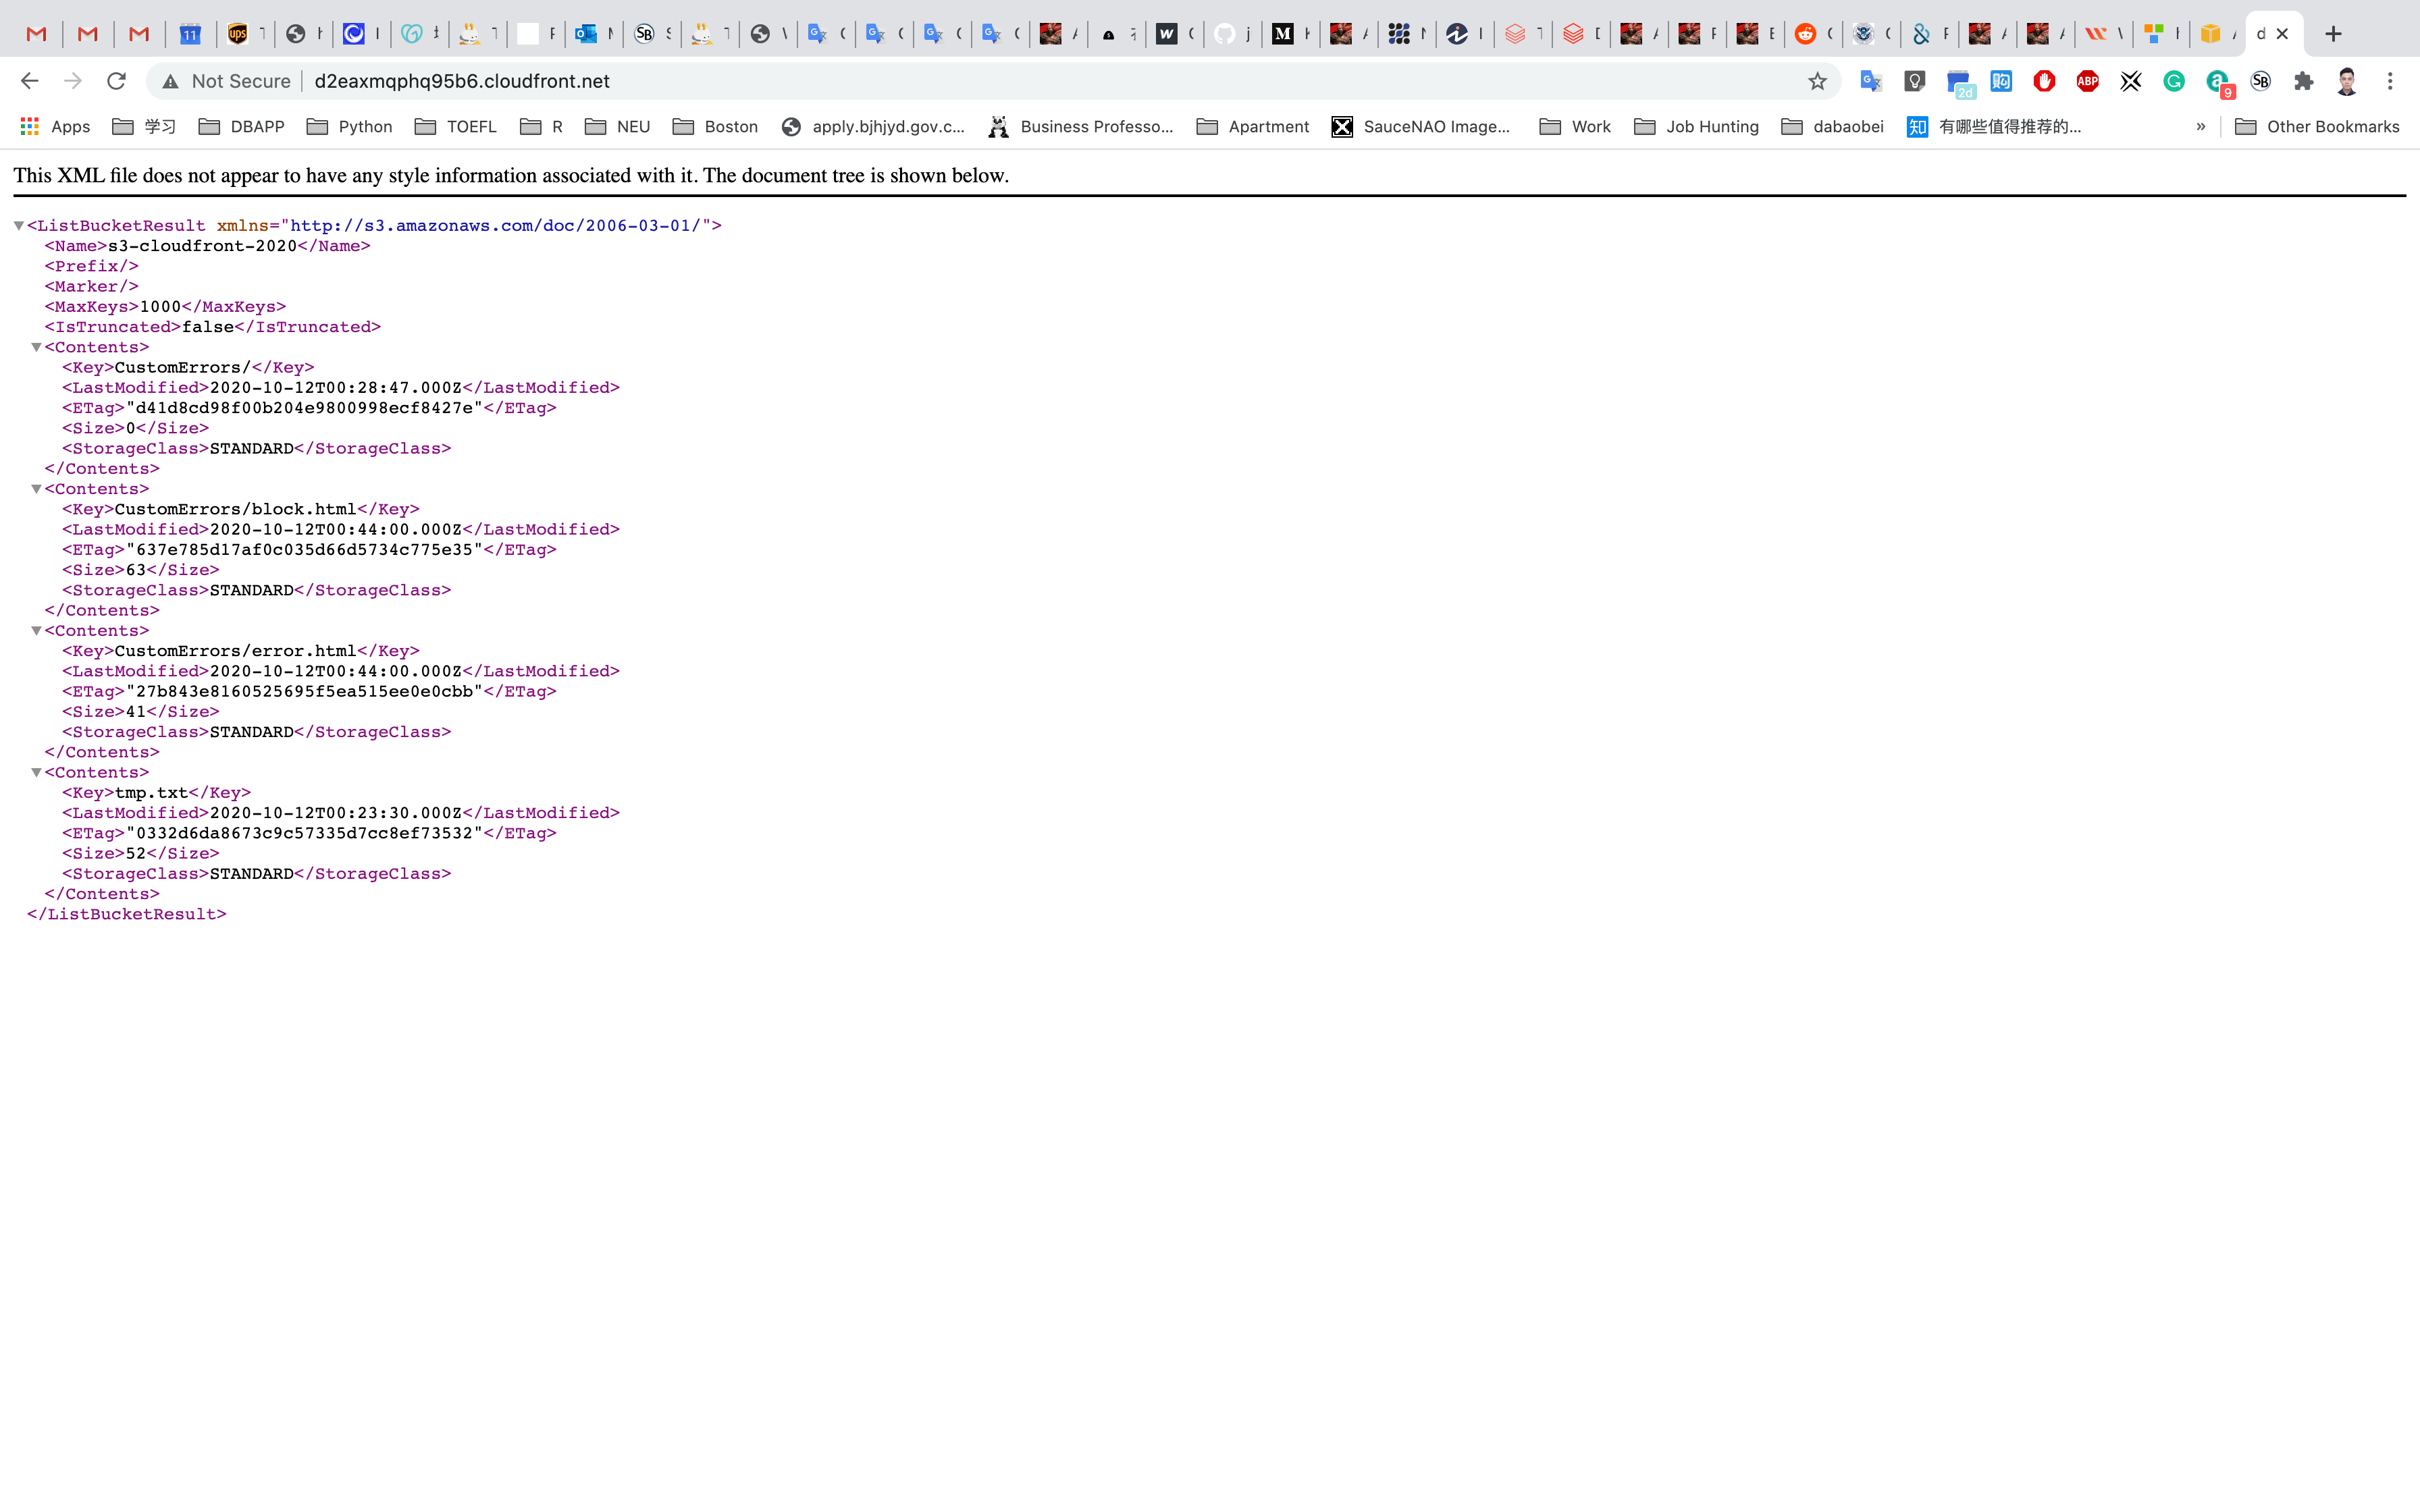 11 ups T
Not Secure d2eaxmqphq95b6.cloudfront.net
2d ABP 9
Apps 学习 DBAPP Python TOEFL R NEU Boston apply.bjhjyd.gov.c... Business Professo... Apartment SauceNAO Image... Work Job Hunting dabaobei 知 有哪些值得推荐的... » Other Bookmarks
This XML file does not appear to have any style information associated with it. The document tree is shown below.
<ListBucketResult xmlns="http://s3.amazonaws.com/doc/2006-03-01/">
<Name>s3-cloudfront-2020</Name>
<Prefix/>
<Marker/>
<MaxKeys>1000</MaxKeys>
<IsTruncated>false</IsTruncated>
<Contents>
<Key>CustomErrors/</Key>
<LastModified>2020-10-12T00:28:47.000Z</LastModified>
<ETag>"d41d8cd98f00b204e9800998ecf8427e"</ETag>
<Size>0</Size>
<StorageClass>STANDARD</StorageClass>
</Contents>
<Contents>
<Key>CustomErrors/block.html</Key>
<LastModified>2020-10-12T00:44:00.000Z</LastModified>
<ETag>"637e785d17af0c035d66d5734c775e35"</ETag>
<Size>63</Size>
<StorageClass>STANDARD</StorageClass>
</Contents>
<Contents>
<Key>CustomErrors/error.html</Key>
<LastModified>2020-10-12T00:44:00.000Z</LastModified>
<ETag>"27b843e8160525695f5ea515ee0e0cbb"</ETag>
<Size>41</Size>
<StorageClass>STANDARD</StorageClass>
</Contents>
<Contents>
<Key>tmp.txt</Key>
<LastModified>2020-10-12T00:23:30.000Z</LastModified>
<ETag>"0332d6da8673c9c57335d7cc8ef73532"</ETag>
<Size>52</Size>
<StorageClass>STANDARD</StorageClass>
</Contents>
</ListBucketResult>